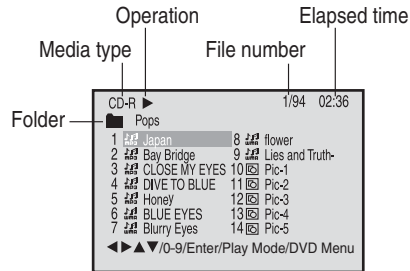 Operation Elapsed time
Media type File number
CD-R ▶ 1/94 02:36
Folder Pops
1 Japan 8 flower
2 Bay Bridge 9 Lies and Truth-
3 CLOSE MY EYES 10 Pic-1
4 DIVE TO BLUE 11 Pic-2
5 Honey 12 Pic-3
6 BLUE EYES 13 Pic-4
7 Blurry Eyes 14 Pic-5
◀▶▲▼/0-9/Enter/Play Mode/DVD Menu